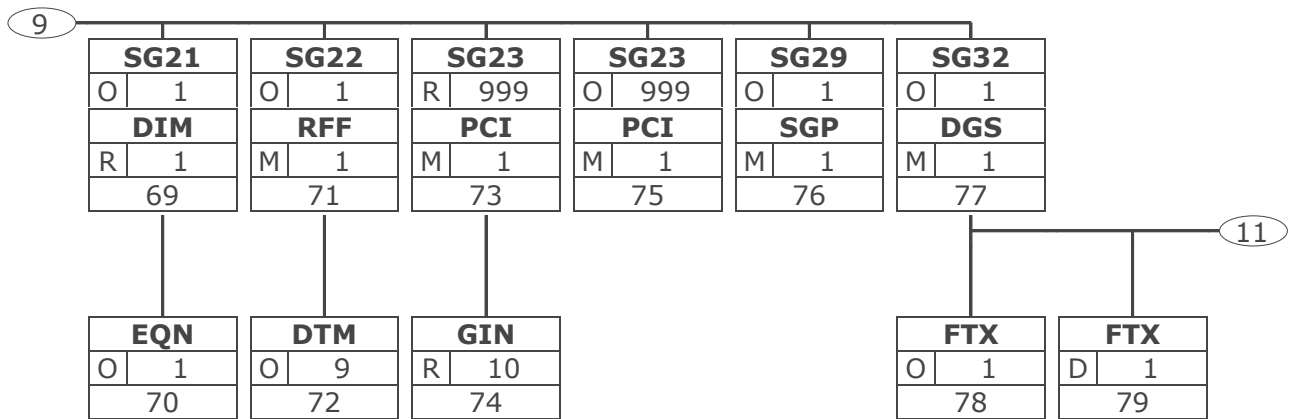 9
SG21 SG22 SG23 SG23 SG29 SG32
O 1 O 1 R 999 O 999 O 1 O 1
DIM RFF PCI PCI SGP DGS
R 1 M 1 M 1 M 1 M 1 M 1
69 71 73 75 76 77
11
EQN DTM GIN FTX FTX
O 1 O 9 R 10 O 1 D 1
70 72 74 78 79